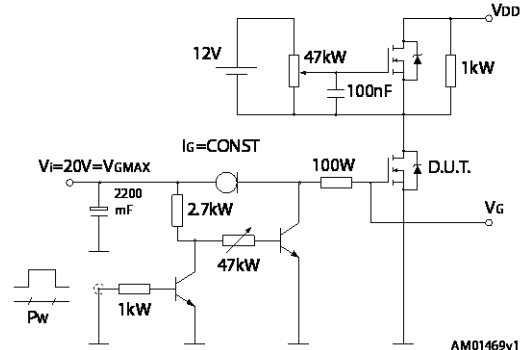 VDD
12V
47kW
1kW
100nF
IG=CONST
Vi=20V=VGMAX
100W
D.U.T.
2200
mF
2.7kW
VG
47kW
1kW
PW
AM01469v1